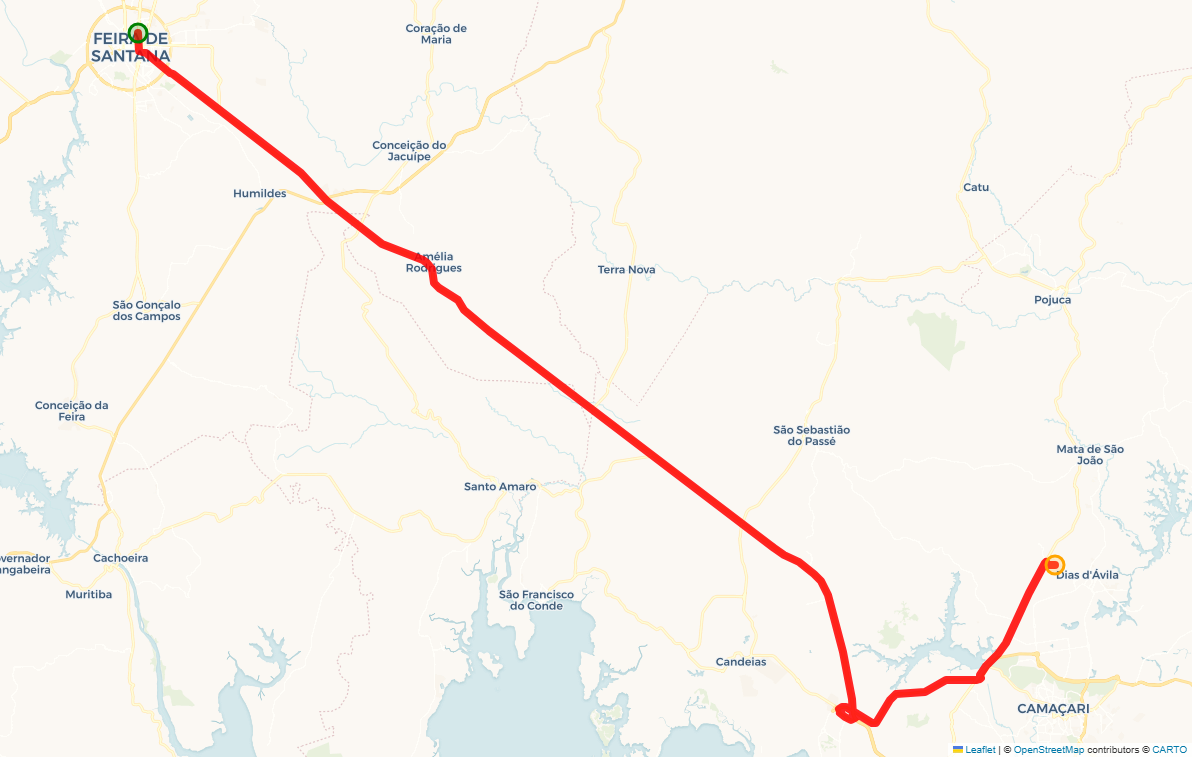 FEIRA DE
SANTANA
Coração de
Maria
Conceição do
Jacuípe
Humildes
Catu
Amélia
Rodrigues
Terra Nova
Pojuca
São Gonçalo
dos Campos
Conceição da
Feira
São Sebastião
do Passé
Mata de São
João
Santo Amaro
vernador
angabeira
Cachoeira
Muritiba
São Francisco
do Conde
Dias d'Ávila
Candeias
CAMAÇARI
Leaflet | © OpenStreetMap contributors © CARTO